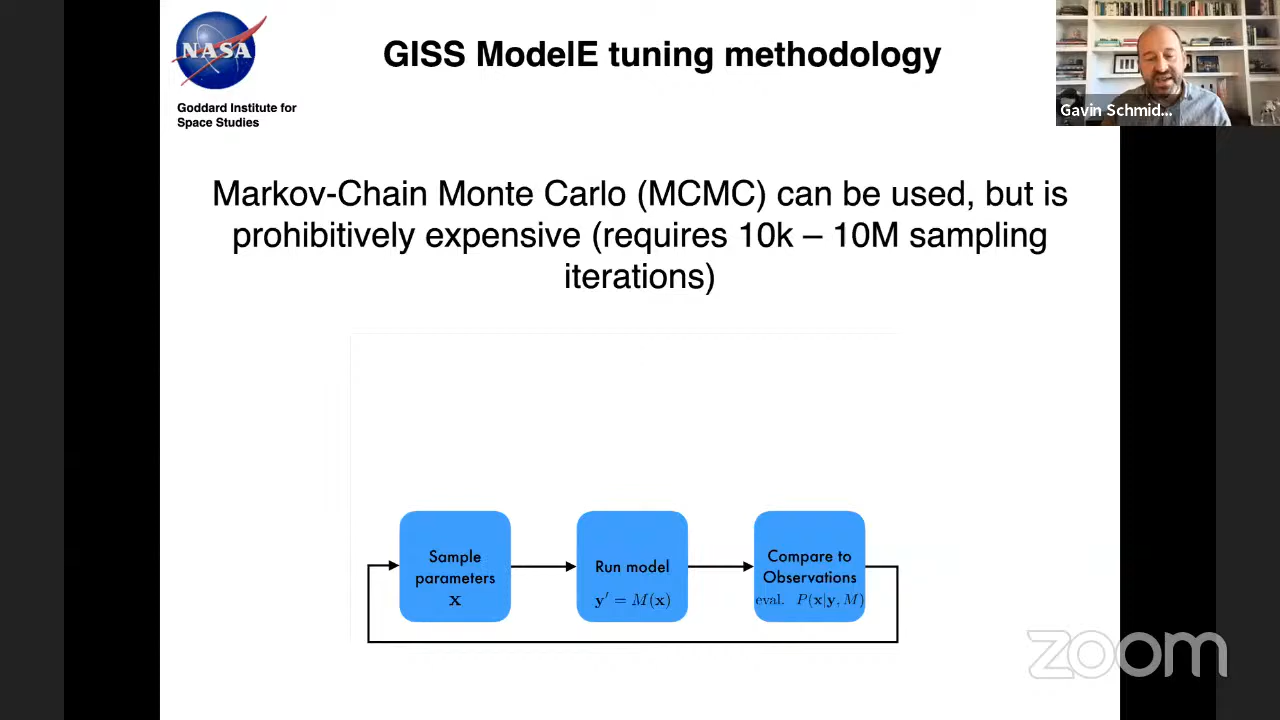 NASA
GISS ModelE tuning methodology
Goddard Institute for
Space Studies
Gavin Schmid...
Markov-Chain Monte Carlo (MCMC) can be used, but is
prohibitively expensive (requires 10k – 10M sampling
iterations)
Sample
parameters
x
Run model
y′ = M(x)
Compare to
Observations
eval. P(x|y, M)
zoom